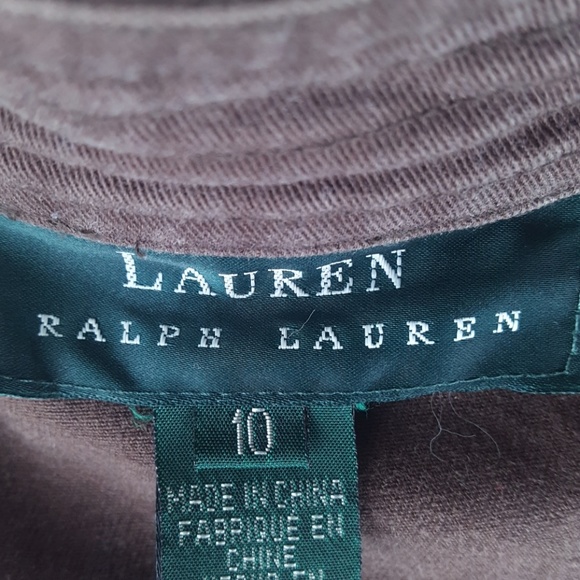 LAUREN
RALPH LAUREN
10
MADE IN CHINA
FABRIQUE EN
CHINE